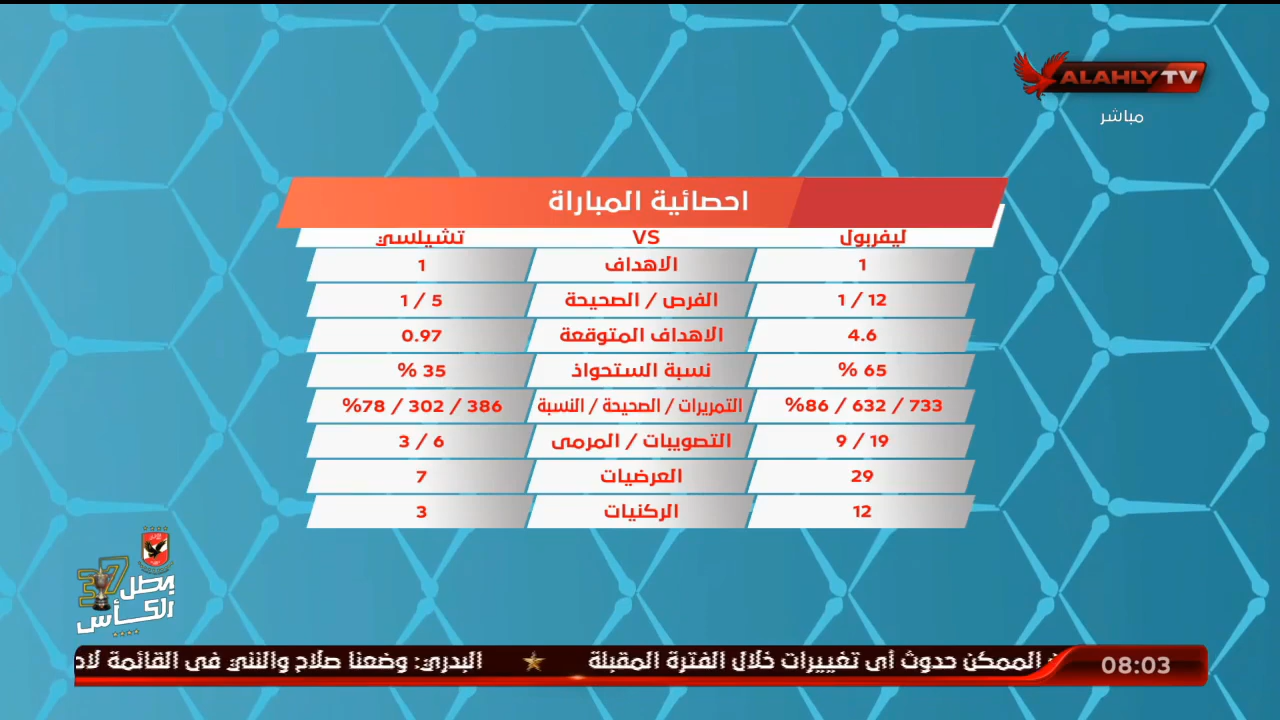 ALAHLY TV
مباشر
احصائية المباراة
ليفربول VS تشيلسي
1 الاهداف 1
12 / 1 الفرص / الصحيحة 5 / 1
4.6 الاهداف المتوقعة 0.97
65 % نسبة الستحواذ 35 %
733 / 632 / 86% التمريرات / الصحيحة / النسبة 386 / 302 / 78%
19 / 9 التصويبات / المرمى 6 / 3
29 العرضيات 7
12 الركنيات 3
37
بطل
الكأس
08:03 الممكن حدوث أى تغييرات خلال الفترة المقبلة البدري: وضعنا صلاح والنني فى القائمة